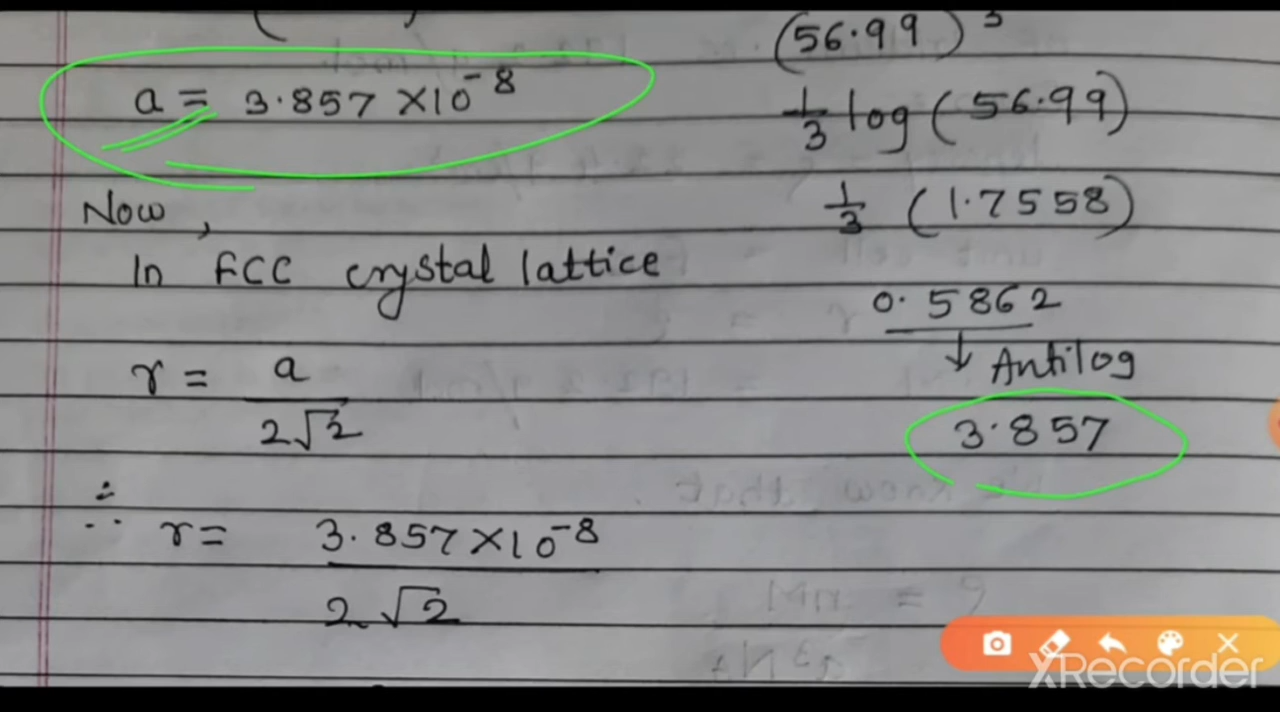 a = 3.857 ×10⁻⁸
Now,
In FCC crystal lattice
r = a / 2√2
∴ r = 3.857×10⁻⁸ / 2√2
(56.99)
1/3 log (56.99)
1/3 (1.7558)
0.5862
↓ Antilog
3.857
XRecorder